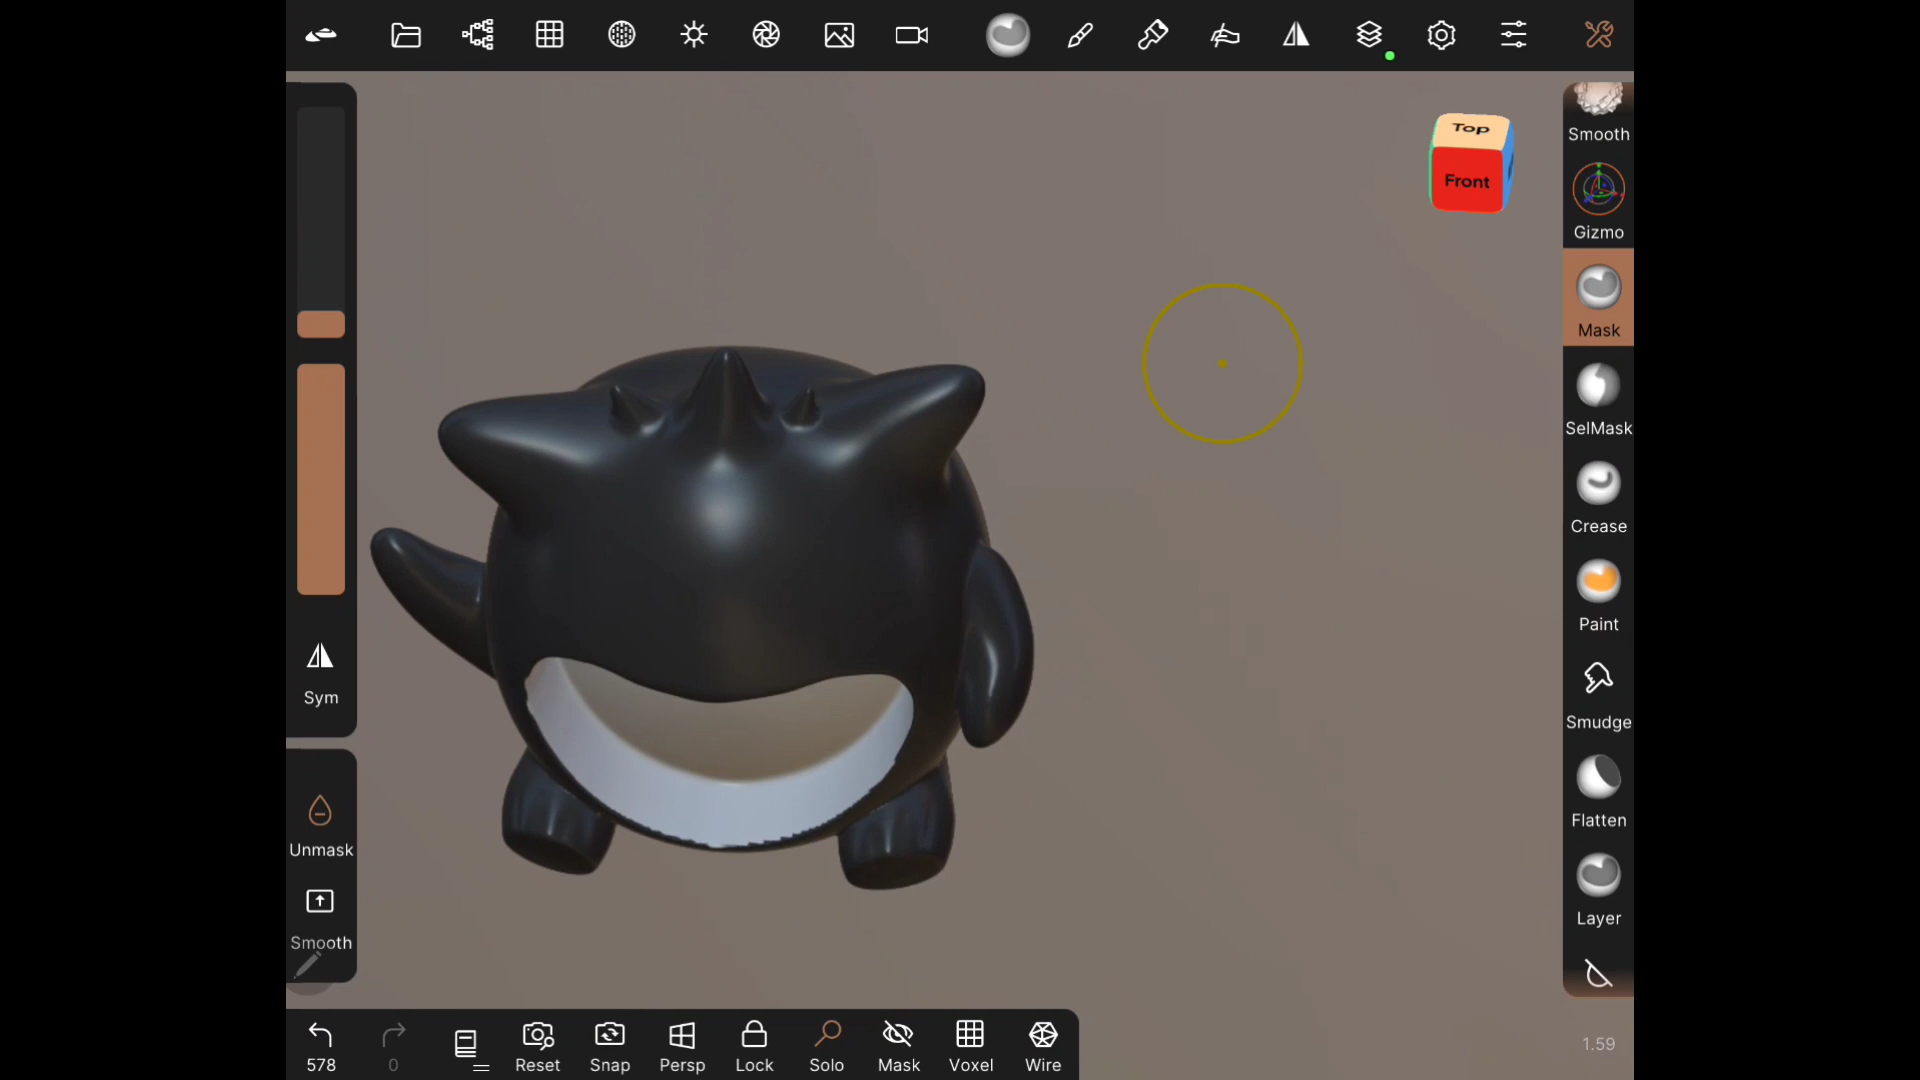 Top
Front
Smooth
Gizmo
Mask
SelMask
Crease
Paint
Smudge
Flatten
Layer
Sym
Unmask
Smooth
578
0
Reset
Snap
Persp
Lock
Solo
Mask
Voxel
Wire
1.59